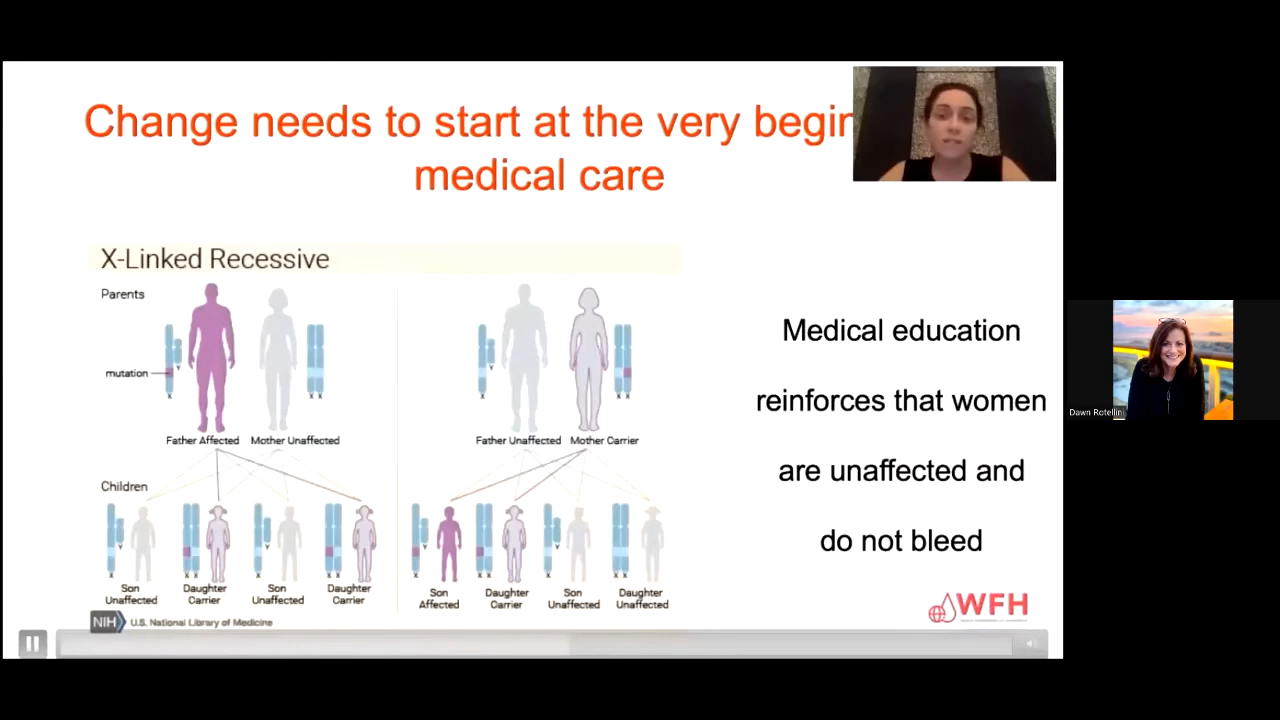 Change needs to start at the very begin
medical care
X-Linked Recessive
Parents
mutation
Y
X
X X
Y
X
X X
Father Affected
Mother Unaffected
Father Unaffected
Mother Carrier
Children
Son
Unaffected
Daughter
Carrier
Son
Unaffected
Daughter
Carrier
Son
Affected
Daughter
Carrier
Son
Unaffected
Daughter
Unaffected
NIH
U.S. National Library of Medicine
Medical education
reinforces that women
are unaffected and
do not bleed
WFH
Dawn Rotellini